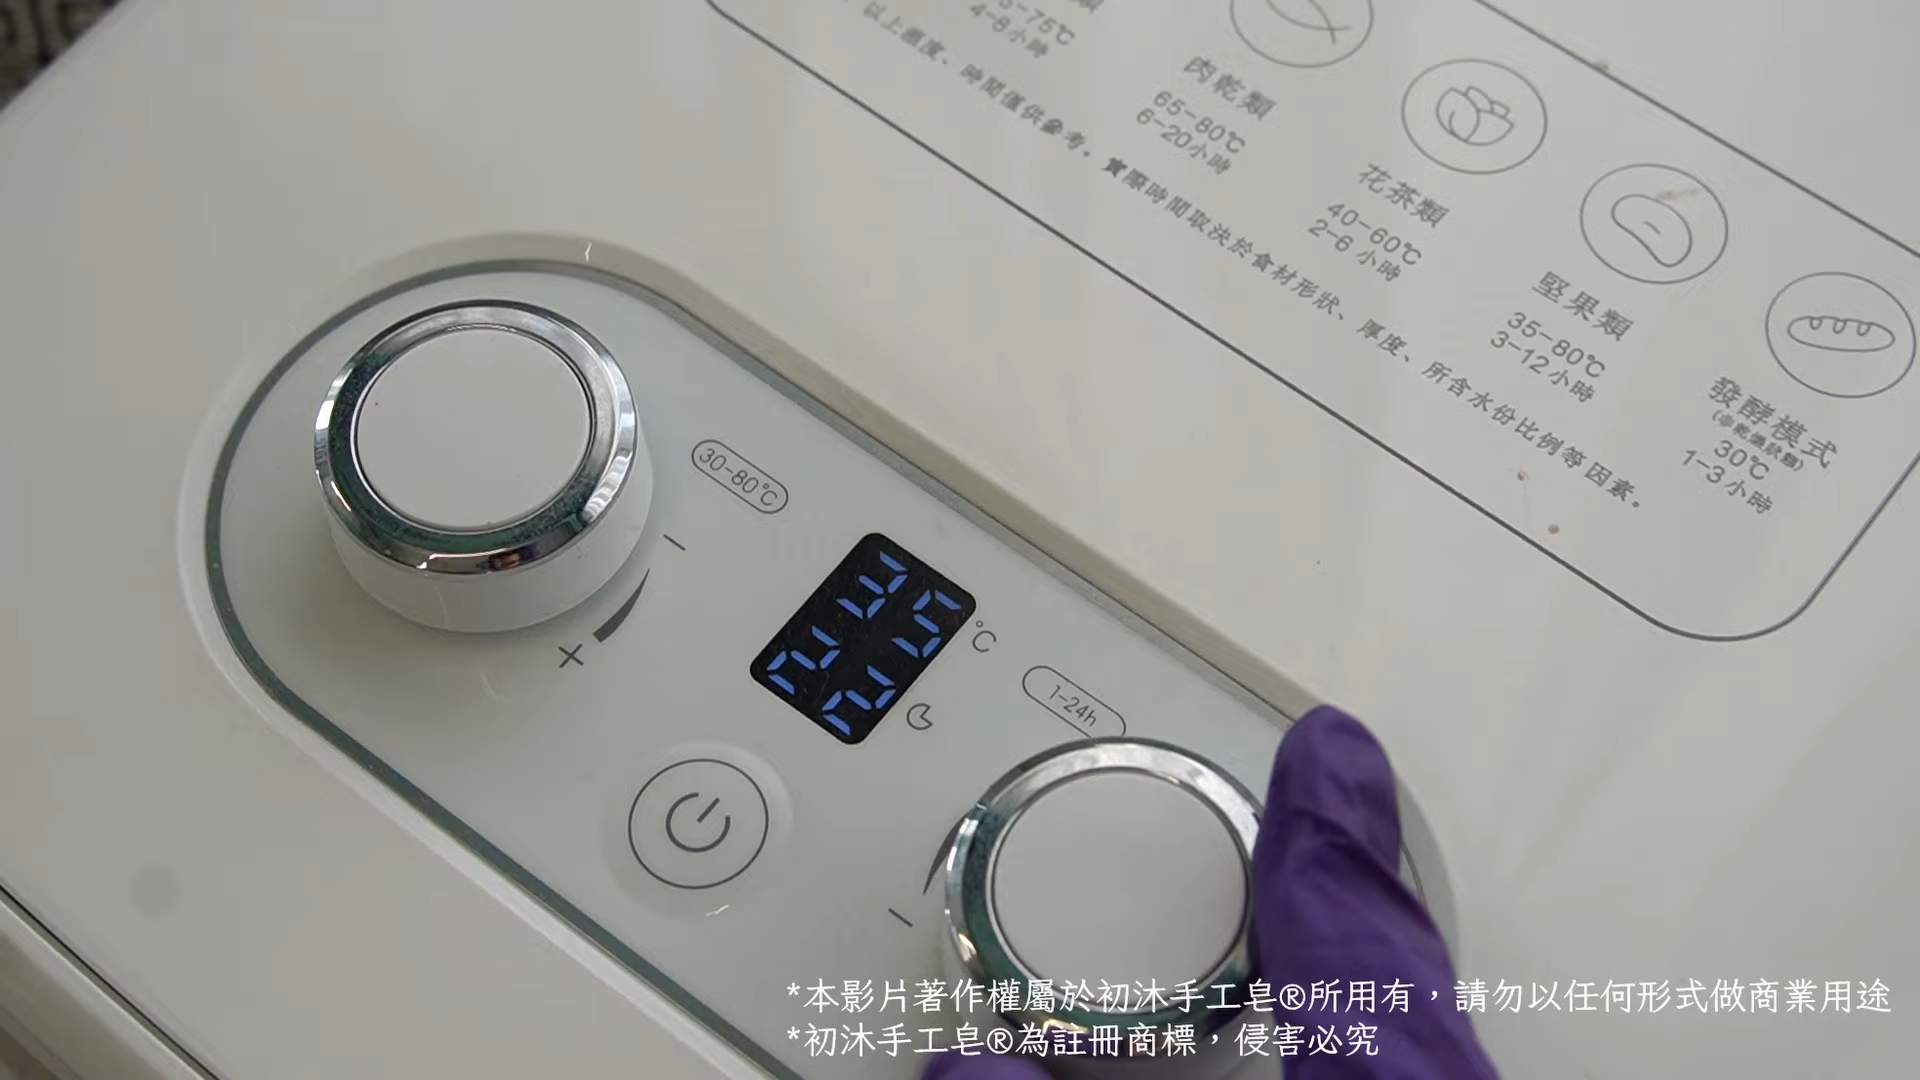 5-75℃
4-8小時
肉乾類
65-80℃
6-20小時
花茶類
40-60℃
2-6 小時
堅果類
35-80℃
3-12小時
發酵模式
30℃
1-3小時
以上溫度、時間僅供參考。實際時間取決於食材形狀、厚度、所含水份比例等因素。
30-80℃
−
+
35
℃
22
1-24h
−
*本影片著作權屬於初沐手工皂®所用有，請勿以任何形式做商業用途
*初沐手工皂®為註冊商標，侵害必究